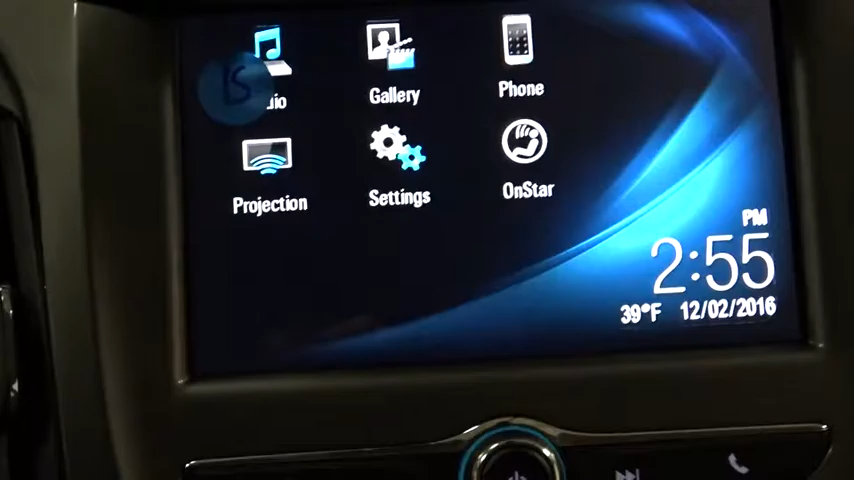 Gallery
Phone
Projection
Settings
OnStar
PM
2:55
39°F 12/02/2016